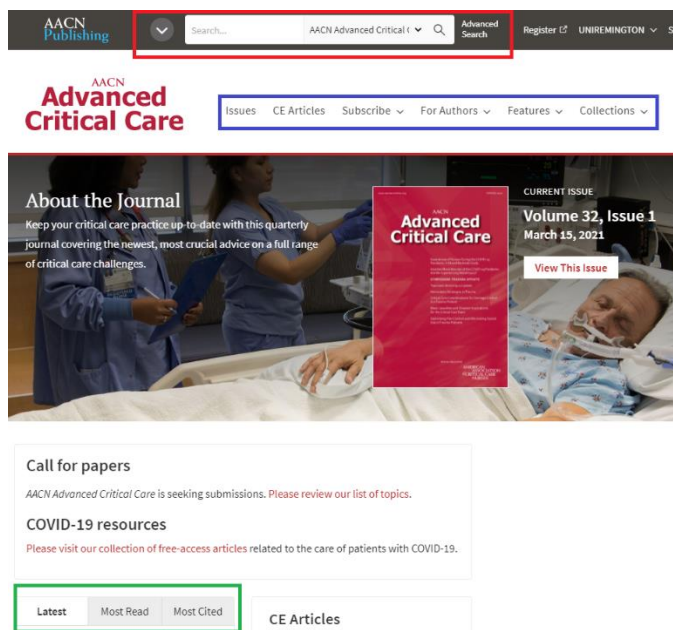 AACN
Publishing
Search...
AACN Advanced Critical (
Advanced
Search
Register
UNIREMINGTON
S
AACN
Advanced
Critical Care
Issues CE Articles Subscribe For Authors Features Collections
About the Journal
Keep your critical care practice up-to-date with this quarterly
journal covering the newest, most crucial advice on a full range
of critical care challenges.
AACN
Advanced
Critical Care
CURRENT ISSUE
Volume 32, Issue 1
March 15, 2021
View This Issue
Call for papers
AACN Advanced Critical Care is seeking submissions. Please review our list of topics.
COVID-19 resources
Please visit our collection of free-access articles related to the care of patients with COVID-19.
Latest Most Read Most Cited
CE Articles